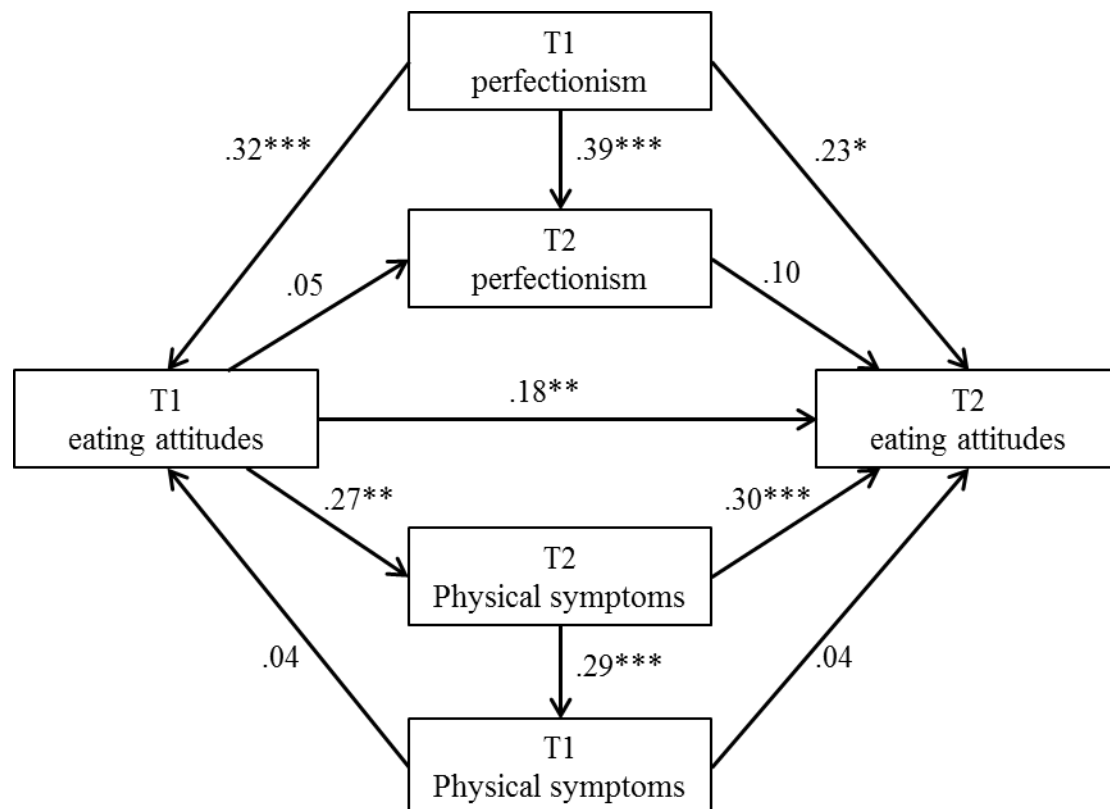 T1
perfectionism
.32***
.39***
.23*
T2
perfectionism
.05
.10
T1
eating attitudes
.18**
T2
eating attitudes
.27**
.30***
T2
Physical symptoms
.04
.29***
.04
T1
Physical symptoms